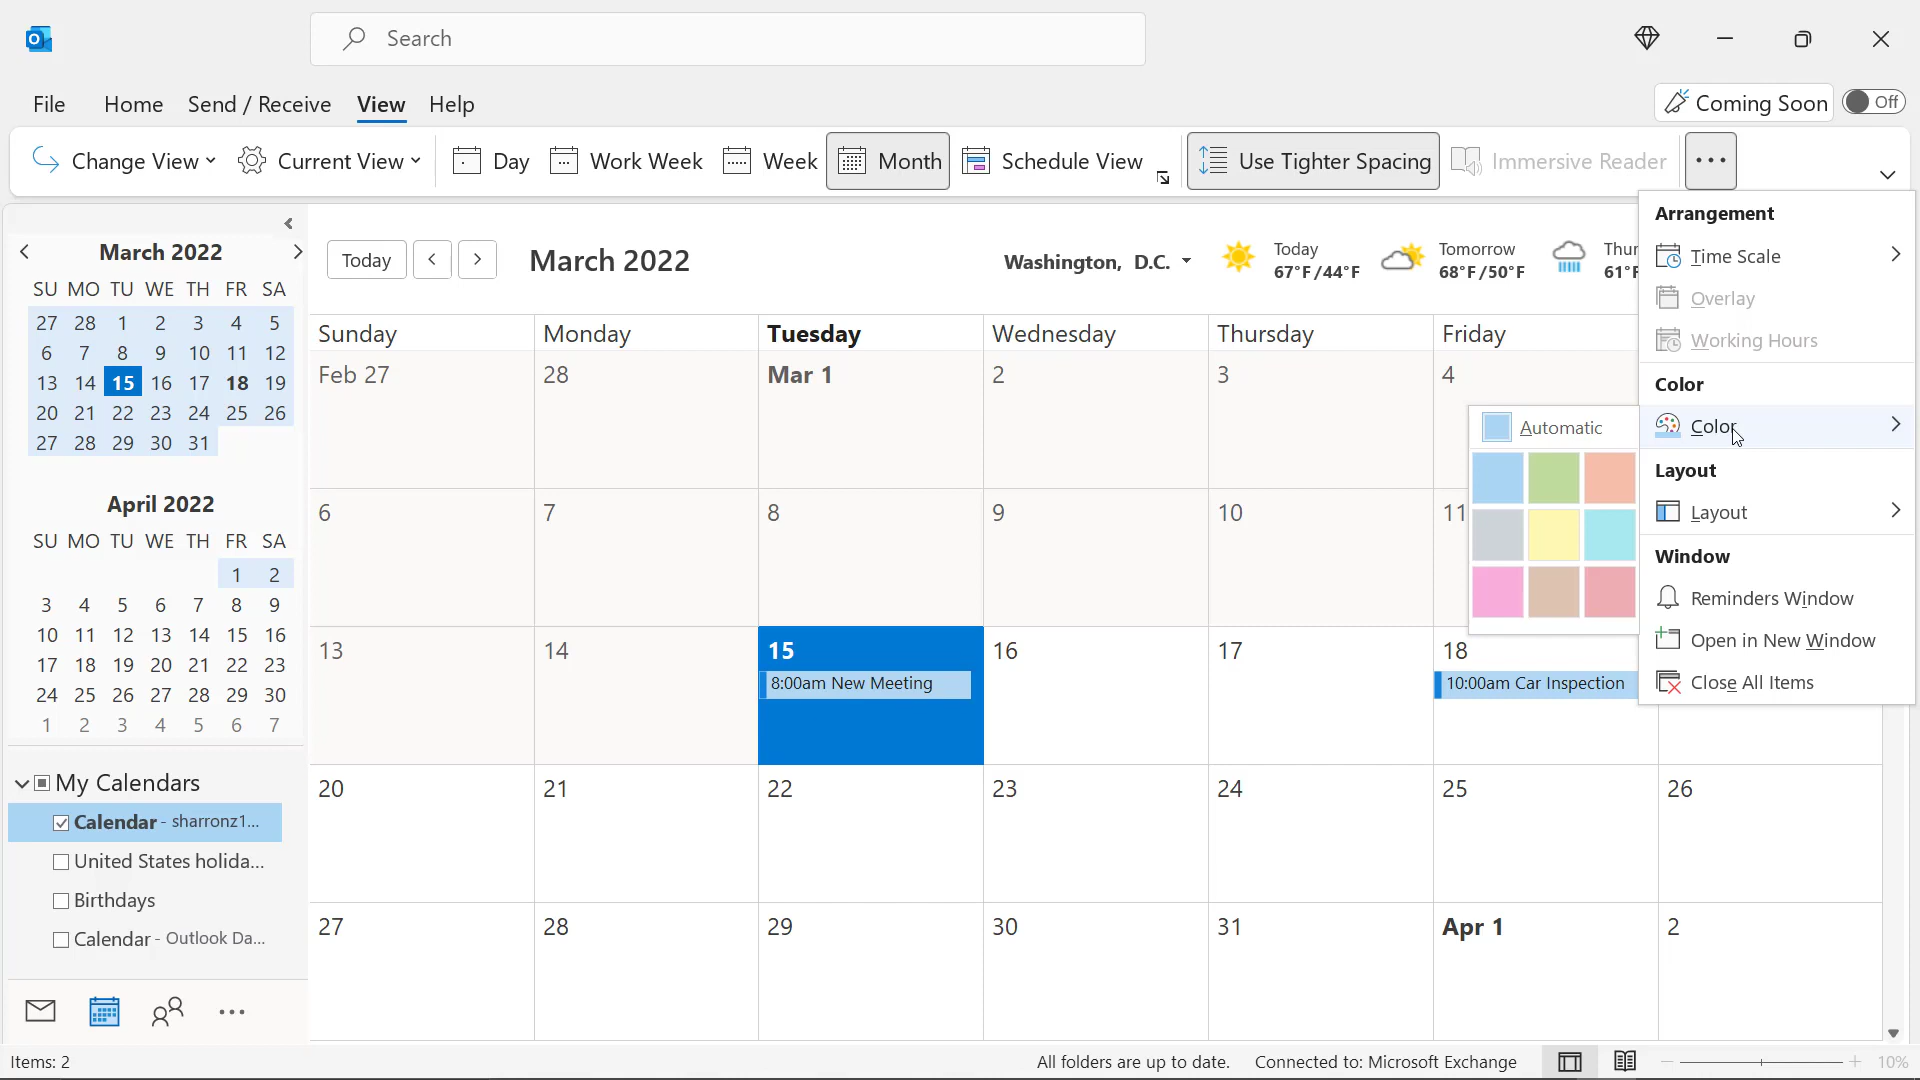 Search
File Home Send / Receive View Help
Coming Soon Off
Change View Current View Day Work Week Week Month Schedule View Use Tighter Spacing Immersive Reader
March 2022
SU MO TU WE TH FR SA
27 28 1 2 3 4 5
6 7 8 9 10 11 12
13 14 15 16 17 18 19
20 21 22 23 24 25 26
27 28 29 30 31
April 2022
SU MO TU WE TH FR SA
1 2
3 4 5 6 7 8 9
10 11 12 13 14 15 16
17 18 19 20 21 22 23
24 25 26 27 28 29 30
1 2 3 4 5 6 7
My Calendars
Calendar - sharronz1...
United States holida...
Birthdays
Calendar - Outlook Da...
Today March 2022
Washington, D.C.
Today
67°F/44°F
Tomorrow
68°F/50°F
Thur
61°F
Sunday Monday Tuesday Wednesday Thursday Friday
Feb 27 28 Mar 1 2 3 4
6 7 8 9 10 11
13 14 15 16 17 18
8:00am New Meeting
10:00am Car Inspection
20 21 22 23 24 25 26
27 28 29 30 31 Apr 1 2
Arrangement
Time Scale
Overlay
Working Hours
Color
Color
Automatic
Layout
Layout
Window
Reminders Window
Open in New Window
Close All Items
Items: 2
All folders are up to date. Connected to: Microsoft Exchange
10%